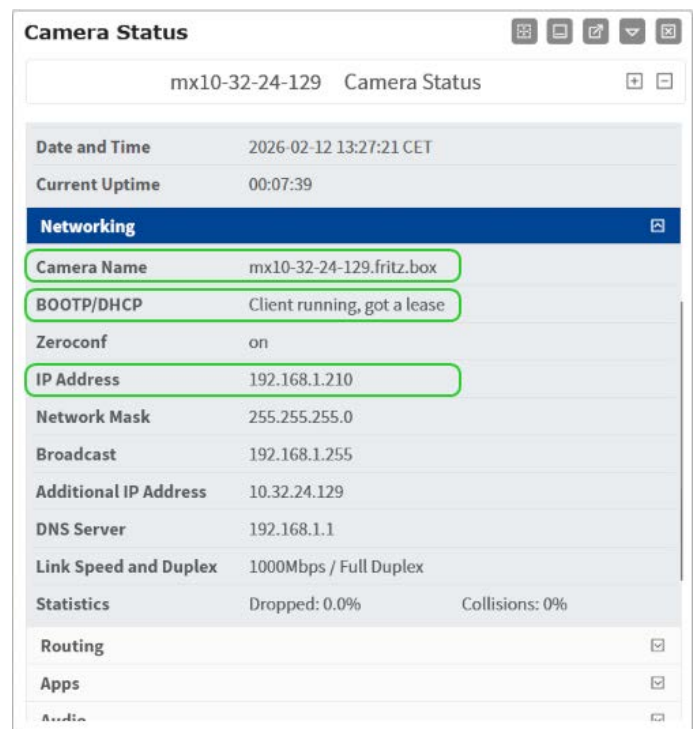 Camera Status
mx10-32-24-129 Camera Status
Date and Time 2026-02-12 13:27:21 CET
Current Uptime 00:07:39
Networking
Camera Name mx10-32-24-129.fritz.box
BOOTP/DHCP Client running, got a lease
Zeroconf on
IP Address 192.168.1.210
Network Mask 255.255.255.0
Broadcast 192.168.1.255
Additional IP Address 10.32.24.129
DNS Server 192.168.1.1
Link Speed and Duplex 1000Mbps / Full Duplex
Statistics Dropped: 0.0% Collisions: 0%
Routing
Apps
Audio